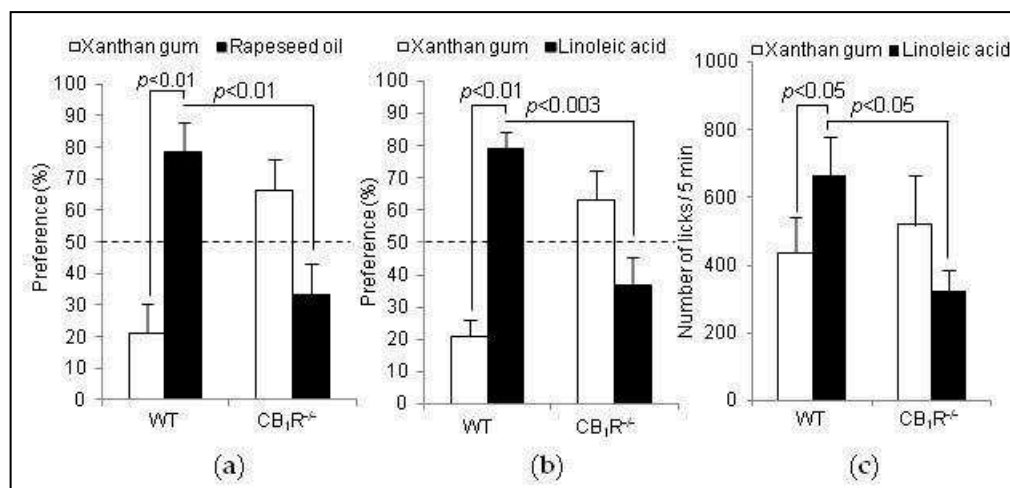 Xanthan gum Rapeseed oil
p<0.01
p<0.01
Preference (%)
100
90
80
70
60
50
40
30
20
10
0
WT CB₁R⁻/⁻
(a)
Xanthan gum Linoleic acid
p<0.01
p<0.003
Preference (%)
100
90
80
70
60
50
40
30
20
10
0
WT CB₁R⁻/⁻
(b)
Xanthan gum Linoleic acid
p<0.05
p<0.05
Number of licks/ 5 min
1000
800
600
400
200
0
WT CB₁R⁻/⁻
(c)